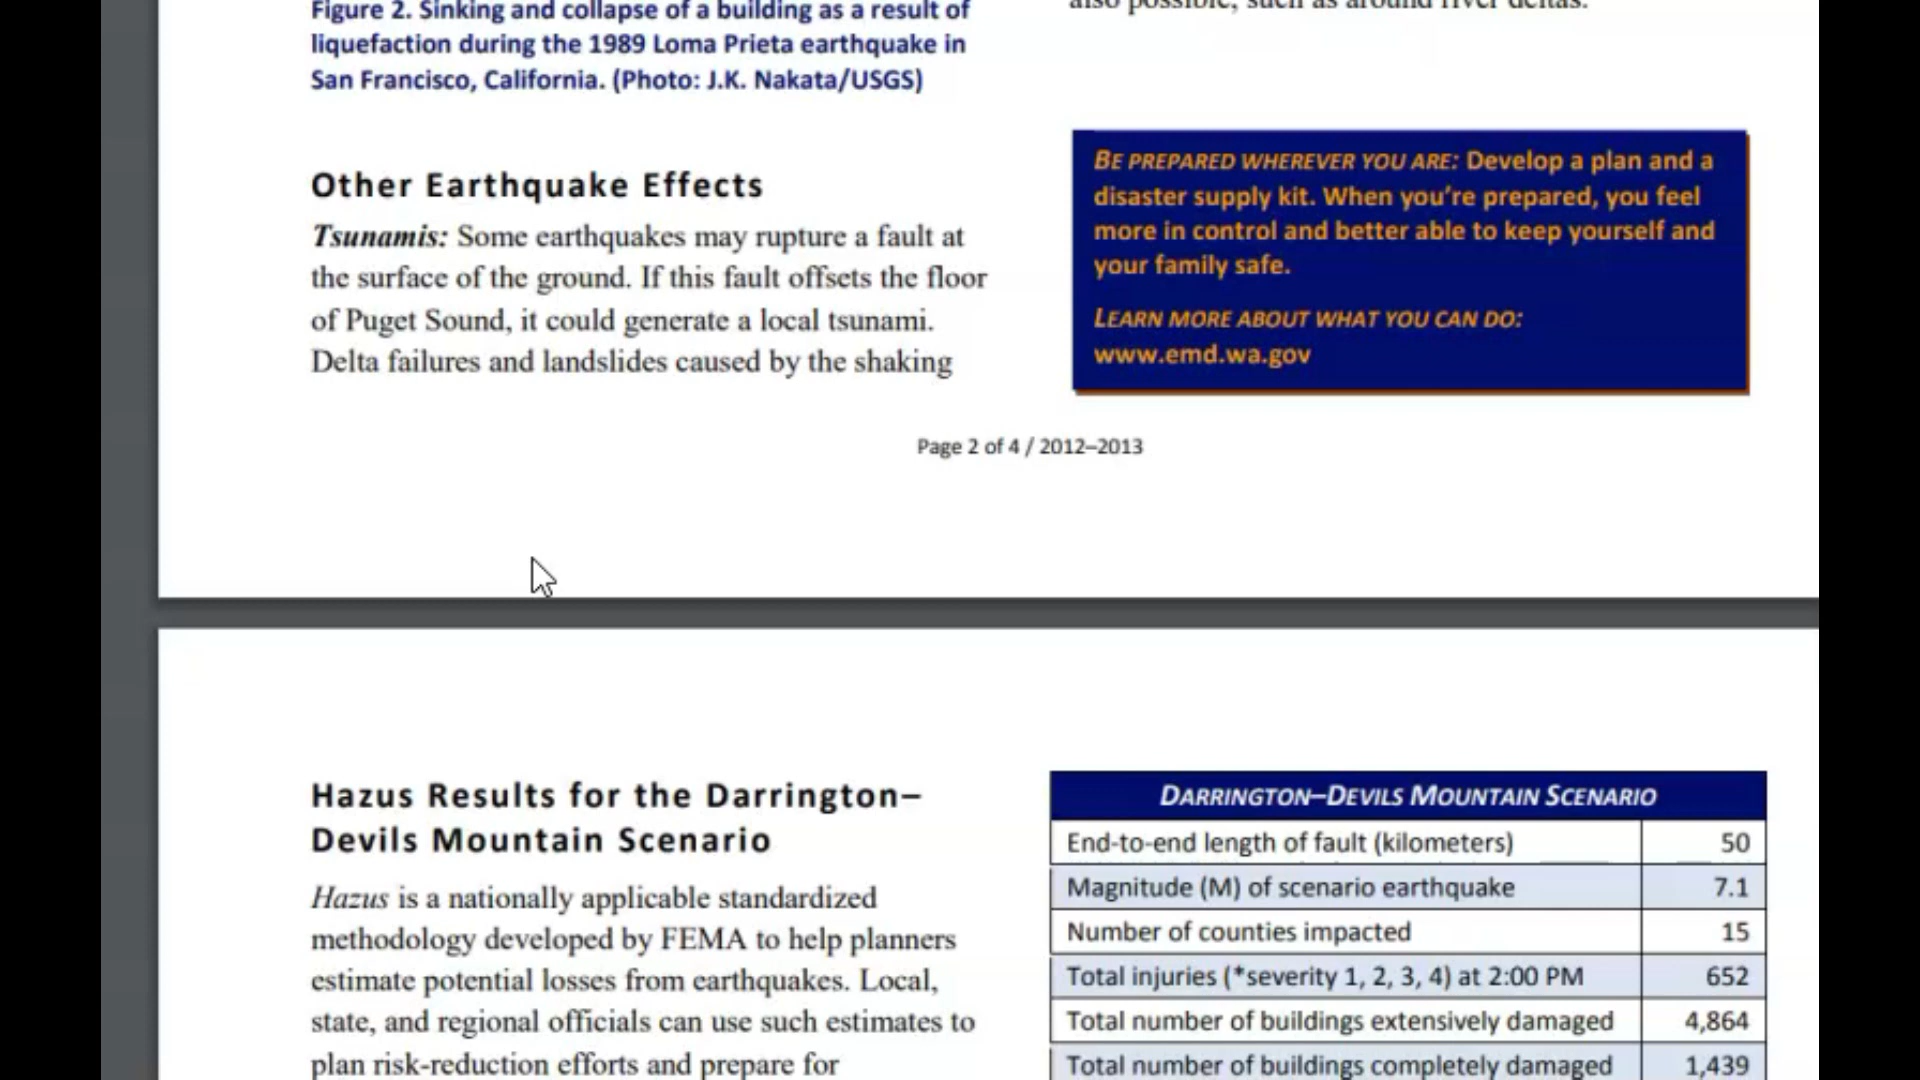 Figure 2. Sinking and collapse of a building as a result of
liquefaction during the 1989 Loma Prieta earthquake in
San Francisco, California. (Photo: J.K. Nakata/USGS)
Other Earthquake Effects
Tsunamis: Some earthquakes may rupture a fault at
the surface of the ground. If this fault offsets the floor
of Puget Sound, it could generate a local tsunami.
Delta failures and landslides caused by the shaking
also possible, such as around river deltas.
BE PREPARED WHEREVER YOU ARE: Develop a plan and a
disaster supply kit. When you're prepared, you feel
more in control and better able to keep yourself and
your family safe.
LEARN MORE ABOUT WHAT YOU CAN DO:
www.emd.wa.gov
Page 2 of 4 / 2012–2013
Hazus Results for the Darrington–
Devils Mountain Scenario
Hazus is a nationally applicable standardized
methodology developed by FEMA to help planners
estimate potential losses from earthquakes. Local,
state, and regional officials can use such estimates to
plan risk-reduction efforts and prepare for
DARRINGTON–DEVILS MOUNTAIN SCENARIO
End-to-end length of fault (kilometers) 50
Magnitude (M) of scenario earthquake 7.1
Number of counties impacted 15
Total injuries (*severity 1, 2, 3, 4) at 2:00 PM 652
Total number of buildings extensively damaged 4,864
Total number of buildings completely damaged 1,439